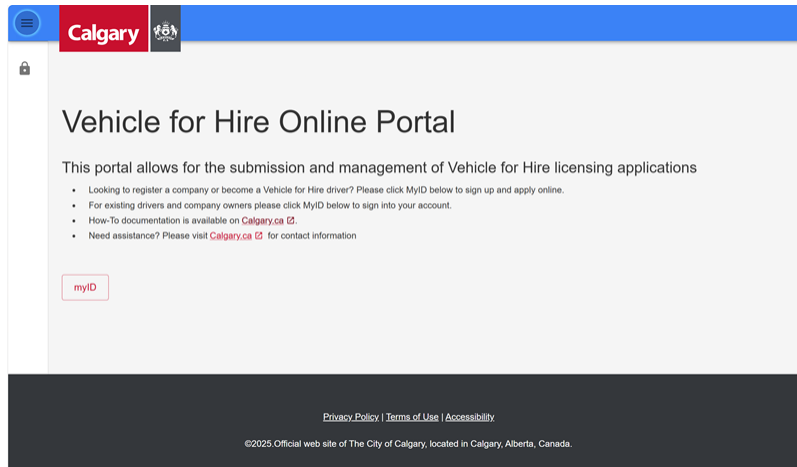 Calgary
Vehicle for Hire Online Portal
This portal allows for the submission and management of Vehicle for Hire licensing applications
Looking to register a company or become a Vehicle for Hire driver? Please click MyID below to sign up and apply online.
For existing drivers and company owners please click MyID below to sign into your account.
How-To documentation is available on Calgary.ca.
Need assistance? Please visit Calgary.ca for contact information
myID
Privacy Policy | Terms of Use | Accessibility
©2025.Official web site of The City of Calgary, located in Calgary, Alberta, Canada.